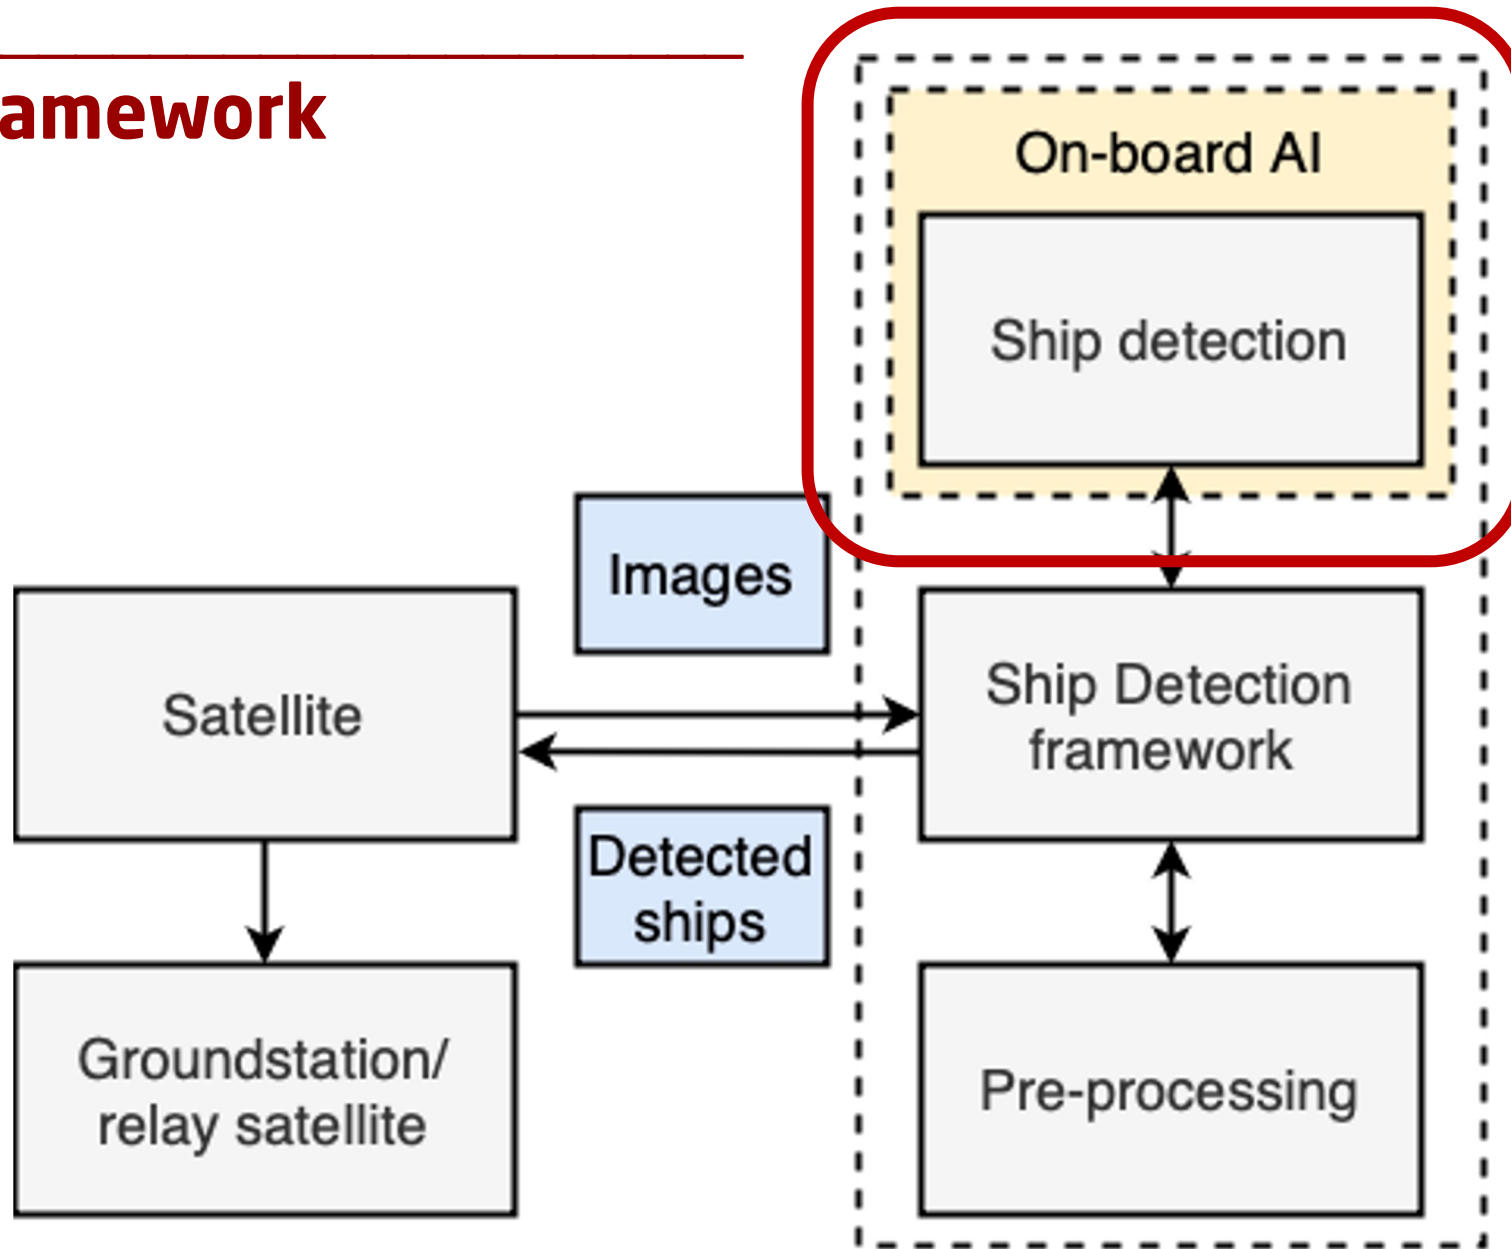 amework
On-board AI
Ship detection
Images
Satellite
Ship Detection
framework
Detected
ships
Groundstation/
relay satellite
Pre-processing